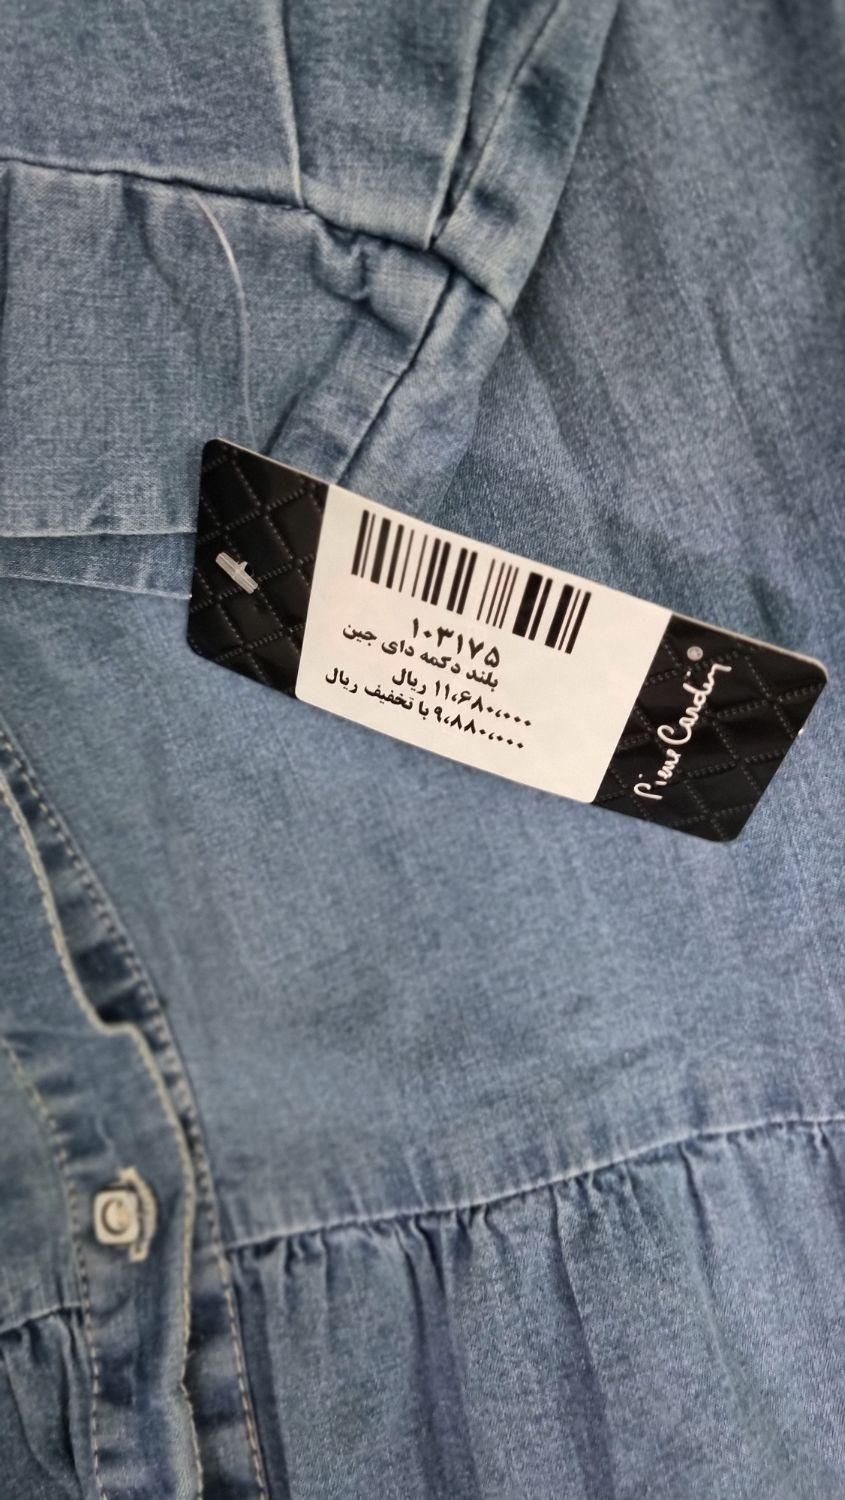 ۱۰۳۱۷۵
بلند دکمه دای جین
۱۱،۶۸۰،۰۰۰ ریال
۹،۸۸۰،۰۰۰ با تخفیف ریال
Pierre Cardin®
C